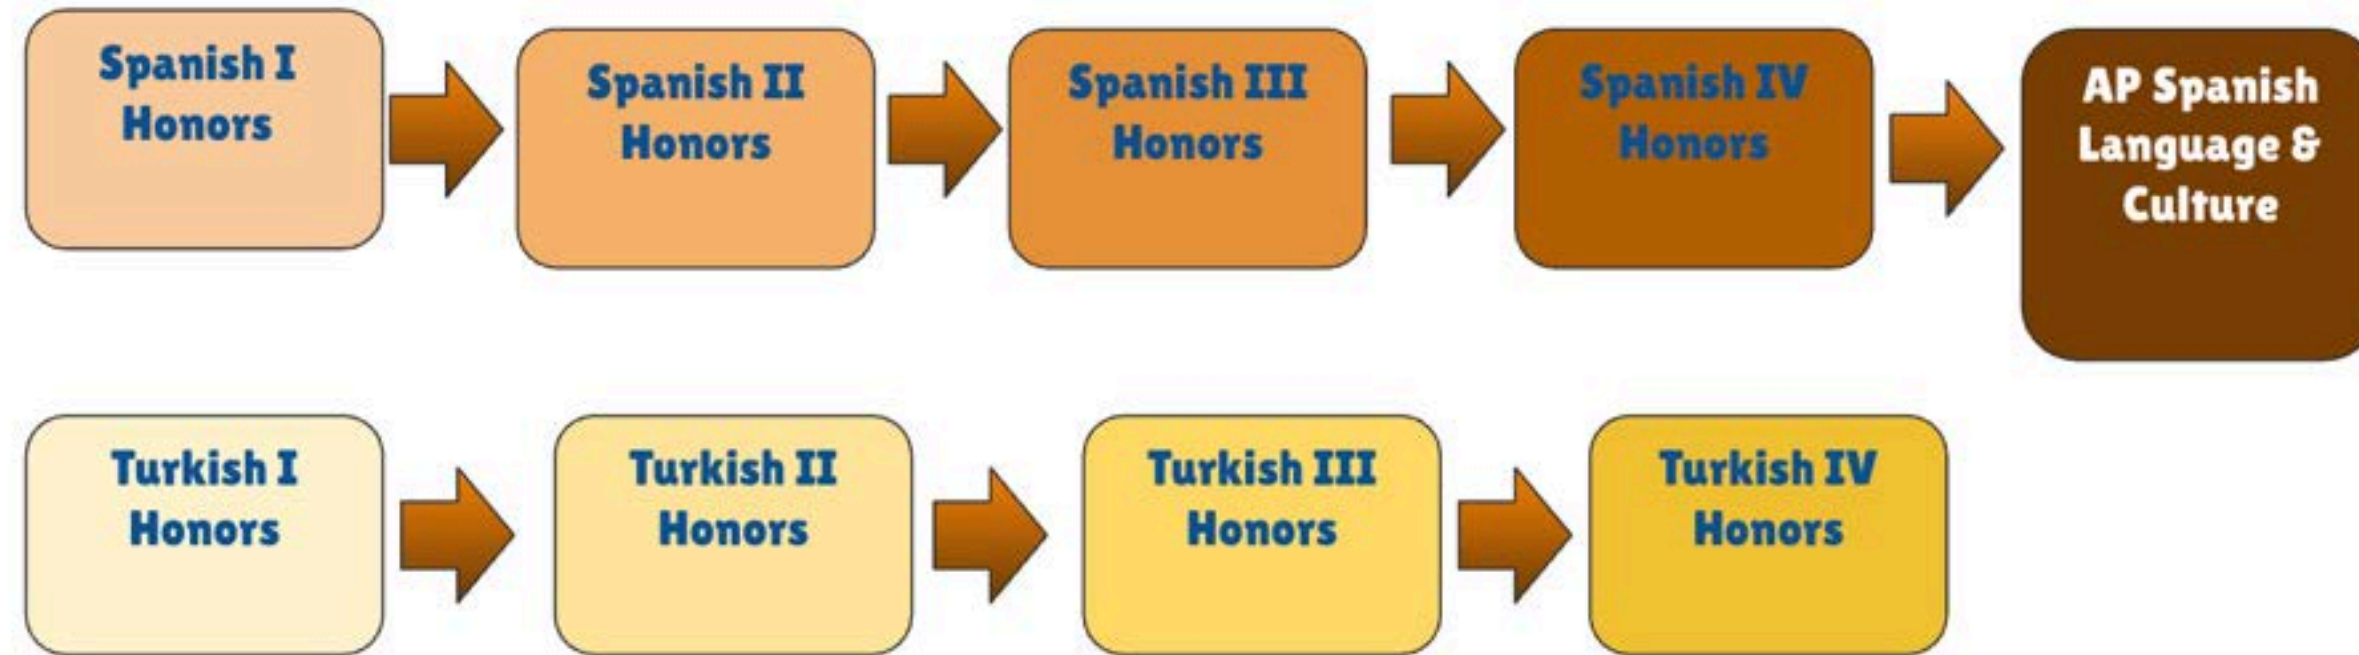 Spanish I
Honors
Spanish II
Honors
Spanish III
Honors
Spanish IV
Honors
AP Spanish
Language &
Culture
Turkish I
Honors
Turkish II
Honors
Turkish III
Honors
Turkish IV
Honors